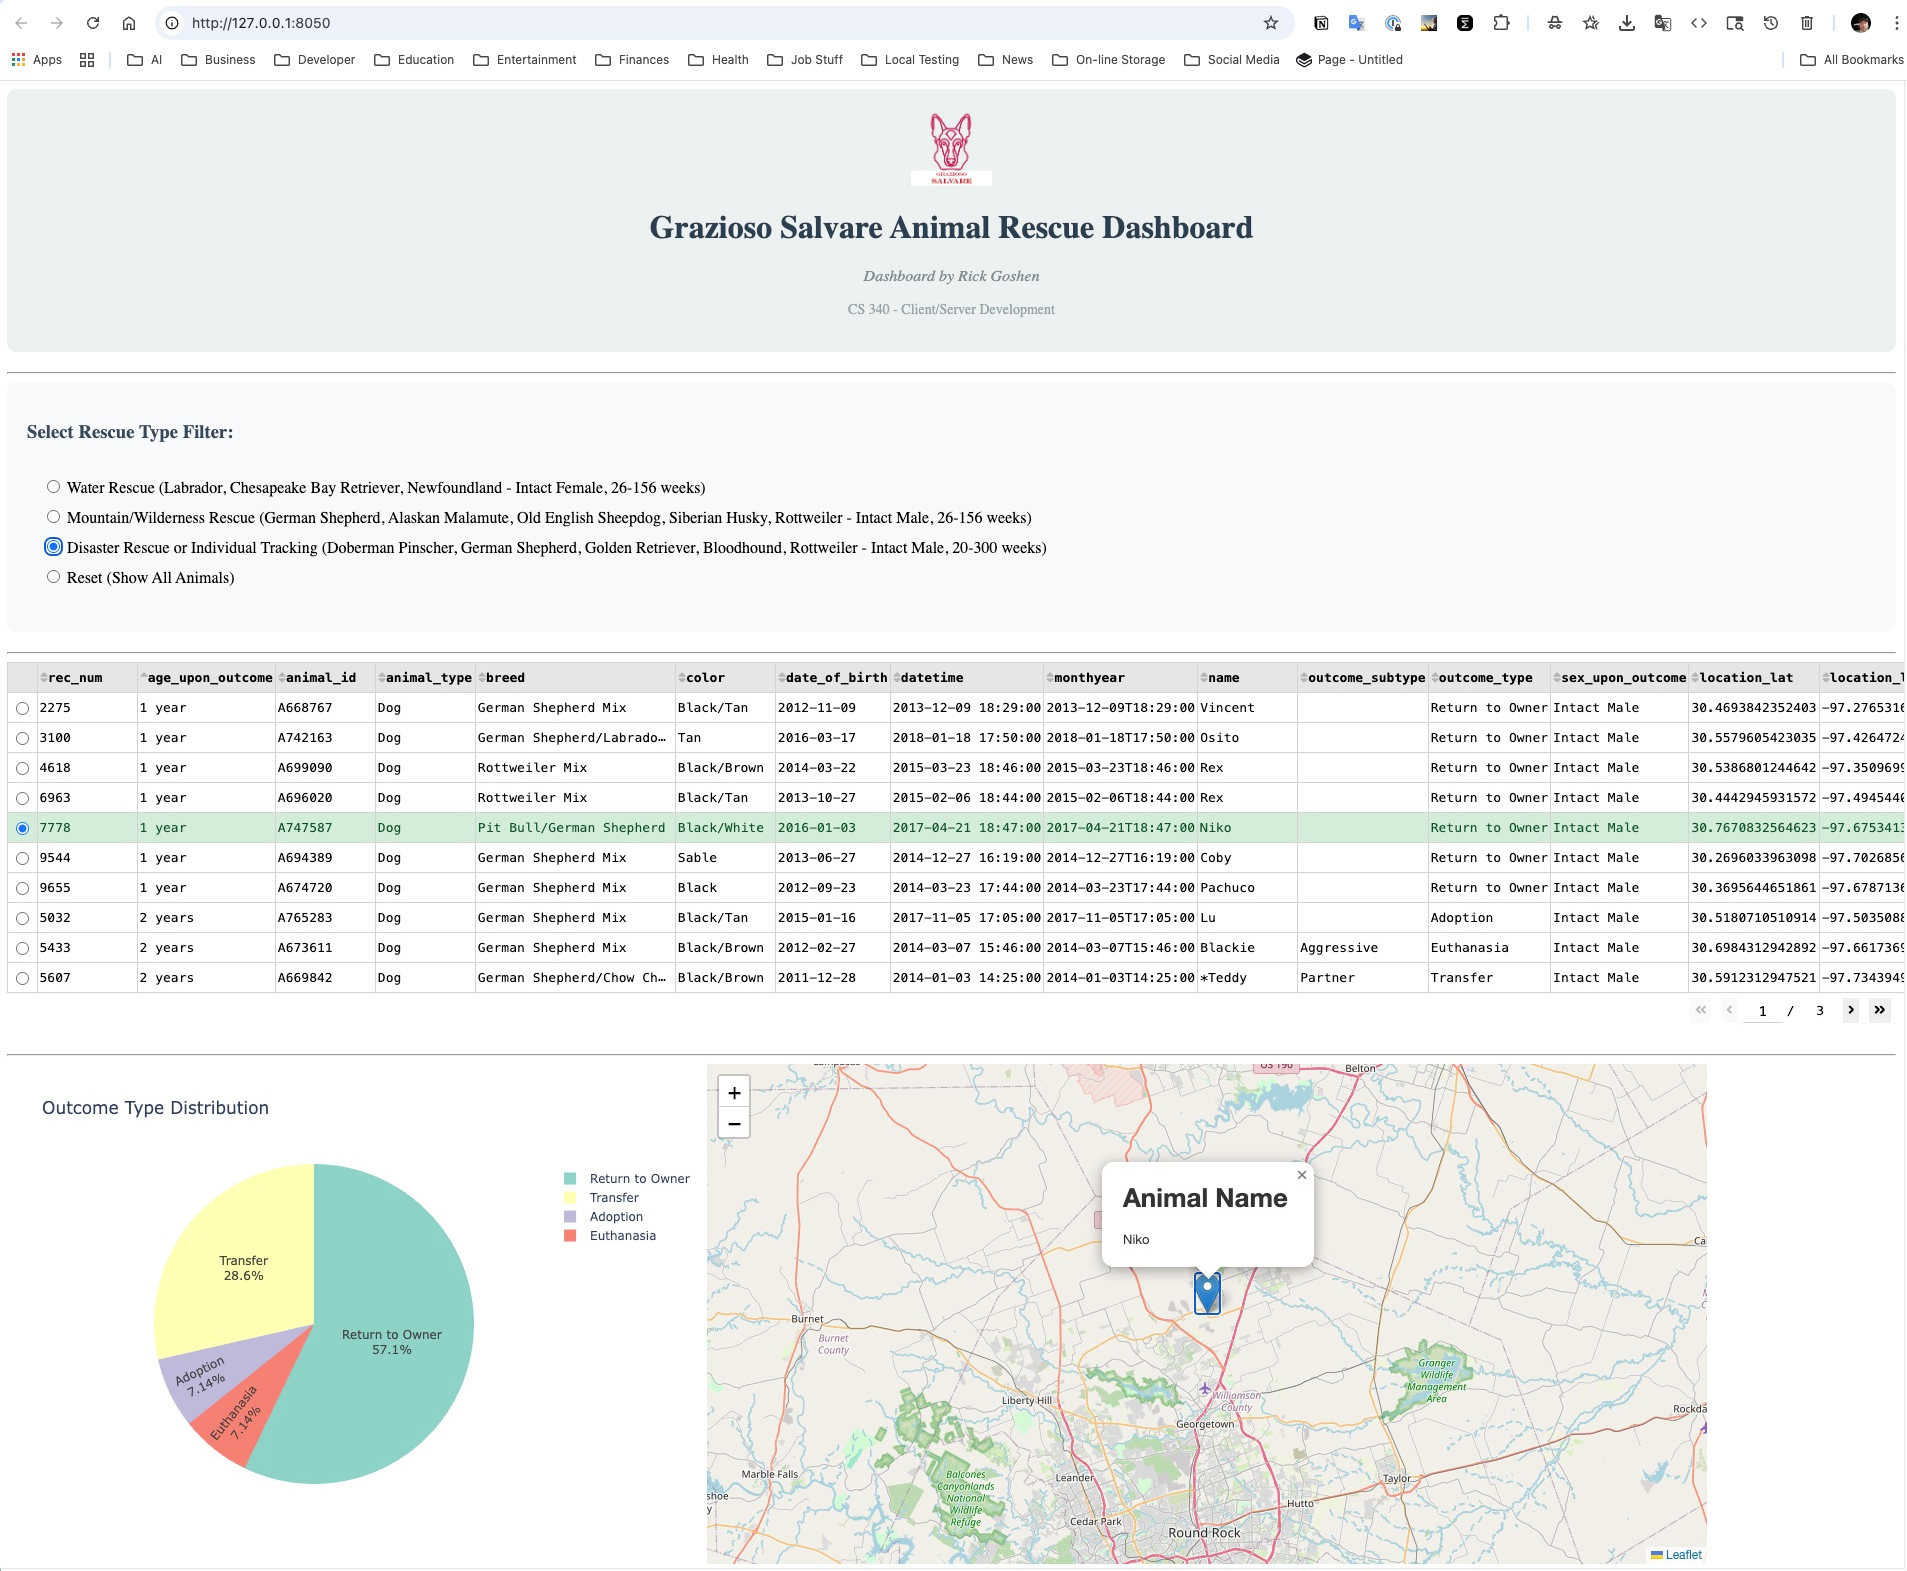 http://127.0.0.1:8050
Apps AI Business Developer Education Entertainment Finances Health Job Stuff Local Testing News On-line Storage Social Media Page - Untitled All Bookmarks
GRAZIOSO
SALVARE
Grazioso Salvare Animal Rescue Dashboard
Dashboard by Rick Goshen
CS 340 - Client/Server Development
Select Rescue Type Filter:
Water Rescue (Labrador, Chesapeake Bay Retriever, Newfoundland - Intact Female, 26-156 weeks)
Mountain/Wilderness Rescue (German Shepherd, Alaskan Malamute, Old English Sheepdog, Siberian Husky, Rottweiler - Intact Male, 26-156 weeks)
Disaster Rescue or Individual Tracking (Doberman Pinscher, German Shepherd, Golden Retriever, Bloodhound, Rottweiler - Intact Male, 20-300 weeks)
Reset (Show All Animals)
rec_num age_upon_outcome animal_id animal_type breed color date_of_birth datetime monthyear name outcome_subtype outcome_type sex_upon_outcome location_lat location_l
2275 1 year A668767 Dog German Shepherd Mix Black/Tan 2012-11-09 2013-12-09 18:29:00 2013-12-09T18:29:00 Vincent Return to Owner Intact Male 30.4693842352403 -97.2765316
3100 1 year A742163 Dog German Shepherd/Labrado… Tan 2016-03-17 2018-01-18 17:50:00 2018-01-18T17:50:00 Osito Return to Owner Intact Male 30.5579605423035 -97.4264724
4618 1 year A699090 Dog Rottweiler Mix Black/Brown 2014-03-22 2015-03-23 18:46:00 2015-03-23T18:46:00 Rex Return to Owner Intact Male 30.5386801244642 -97.3509699
6963 1 year A696020 Dog Rottweiler Mix Black/Tan 2013-10-27 2015-02-06 18:44:00 2015-02-06T18:44:00 Rex Return to Owner Intact Male 30.4442945931572 -97.4945440
7778 1 year A747587 Dog Pit Bull/German Shepherd Black/White 2016-01-03 2017-04-21 18:47:00 2017-04-21T18:47:00 Niko Return to Owner Intact Male 30.7670832564623 -97.6753413
9544 1 year A694389 Dog German Shepherd Mix Sable 2013-06-27 2014-12-27 16:19:00 2014-12-27T16:19:00 Coby Return to Owner Intact Male 30.2696033963098 -97.7026856
9655 1 year A674720 Dog German Shepherd Mix Black 2012-09-23 2014-03-23 17:44:00 2014-03-23T17:44:00 Pachuco Return to Owner Intact Male 30.3695644651861 -97.6787136
5032 2 years A765283 Dog German Shepherd Mix Black/Tan 2015-01-16 2017-11-05 17:05:00 2017-11-05T17:05:00 Lu Adoption Intact Male 30.5180710510914 -97.5035088
5433 2 years A673611 Dog German Shepherd Mix Black/Brown 2012-02-27 2014-03-07 15:46:00 2014-03-07T15:46:00 Blackie Aggressive Euthanasia Intact Male 30.6984312942892 -97.6617369
5607 2 years A669842 Dog German Shepherd/Chow Ch… Black/Brown 2011-12-28 2014-01-03 14:25:00 2014-01-03T14:25:00 *Teddy Partner Transfer Intact Male 30.5912312947521 -97.7343949
1 / 3
Outcome Type Distribution
Return to Owner
Transfer
Adoption
Euthanasia
Transfer
28.6%
Return to Owner
57.1%
Adoption
7.14%
Euthanasia
7.14%
+
−
US 190
Belton
×
Animal Name
Niko
Burnet
Burnet
County
Granger
Wildlife
Management
Area
Liberty Hill
Williamson
County
Georgetown
Rockda
Marble Falls
Leander
Taylor
Balcones
Canyonlands
National
Wildlife
Refuge
shoe
y
Hutto
Cedar Park
Round Rock
Ca
Leaflet